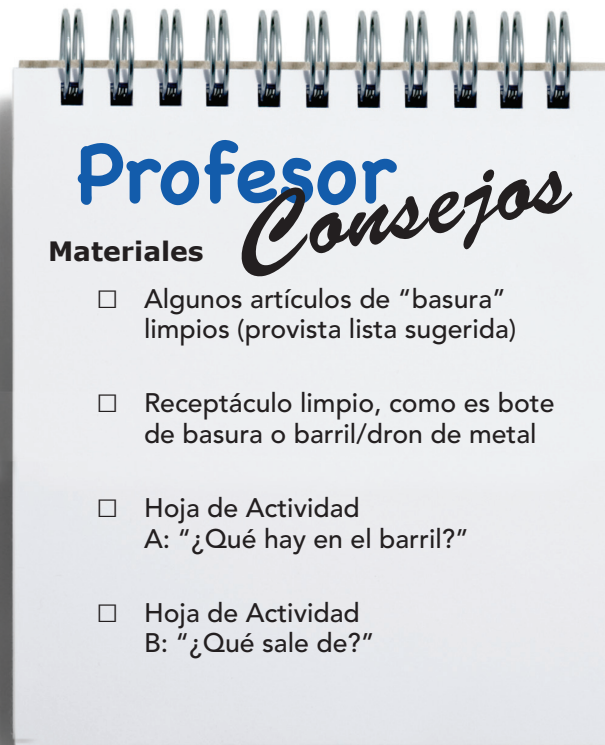 Profesor
Consejos
Materiales
☐ Algunos artículos de “basura”
limpios (provista lista sugerida)
☐ Receptáculo limpio, como es bote
de basura o barril/dron de metal
☐ Hoja de Actividad
A: “¿Qué hay en el barril?”
☐ Hoja de Actividad
B: “¿Qué sale de?”